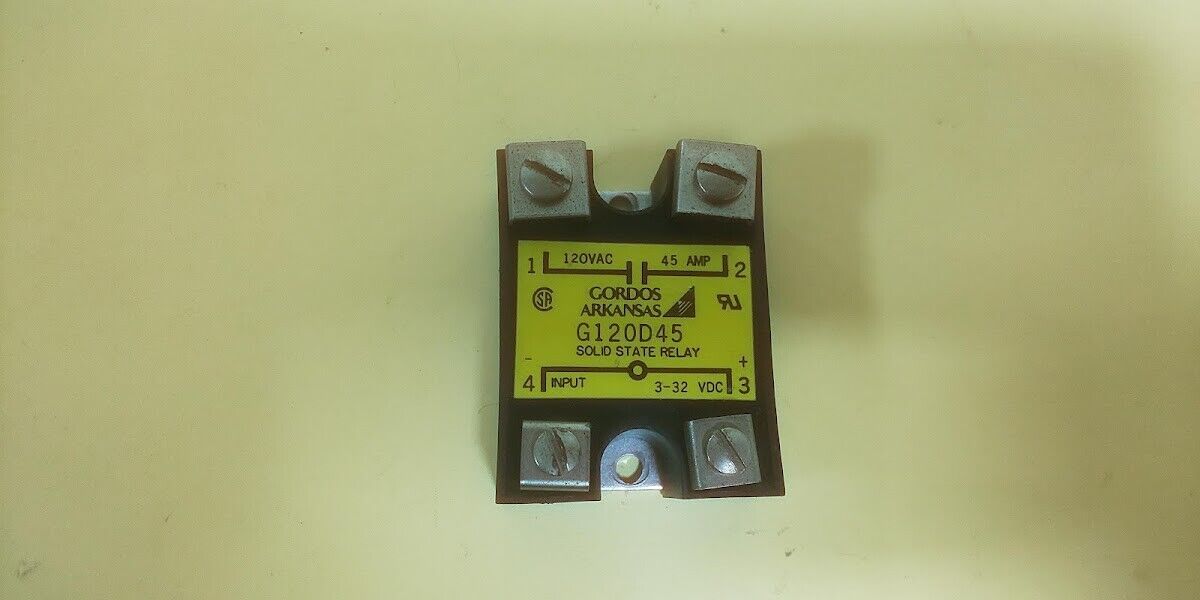 120VAC 45 AMP
1 2
GORDOS
ARKANSAS
G120D45
SOLID STATE RELAY
- +
4 INPUT 3-32 VDC 3